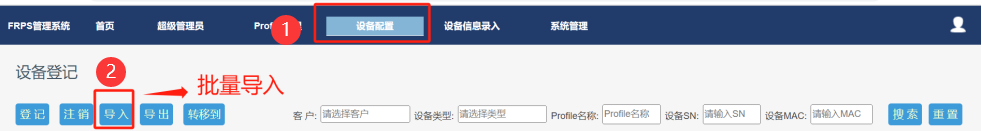 FRPS管理系统 首页 超级管理员 Prof 1 设备配置 设备信息录入 系统管理
设备登记 2 批量导入
登记 注销 导入 导出 转移到 客户: 请选择客户 设备类型: 请选择类型 Profile名称: Profile名称 设备SN: 请输入SN 设备MAC: 请输入MAC 搜索 重置